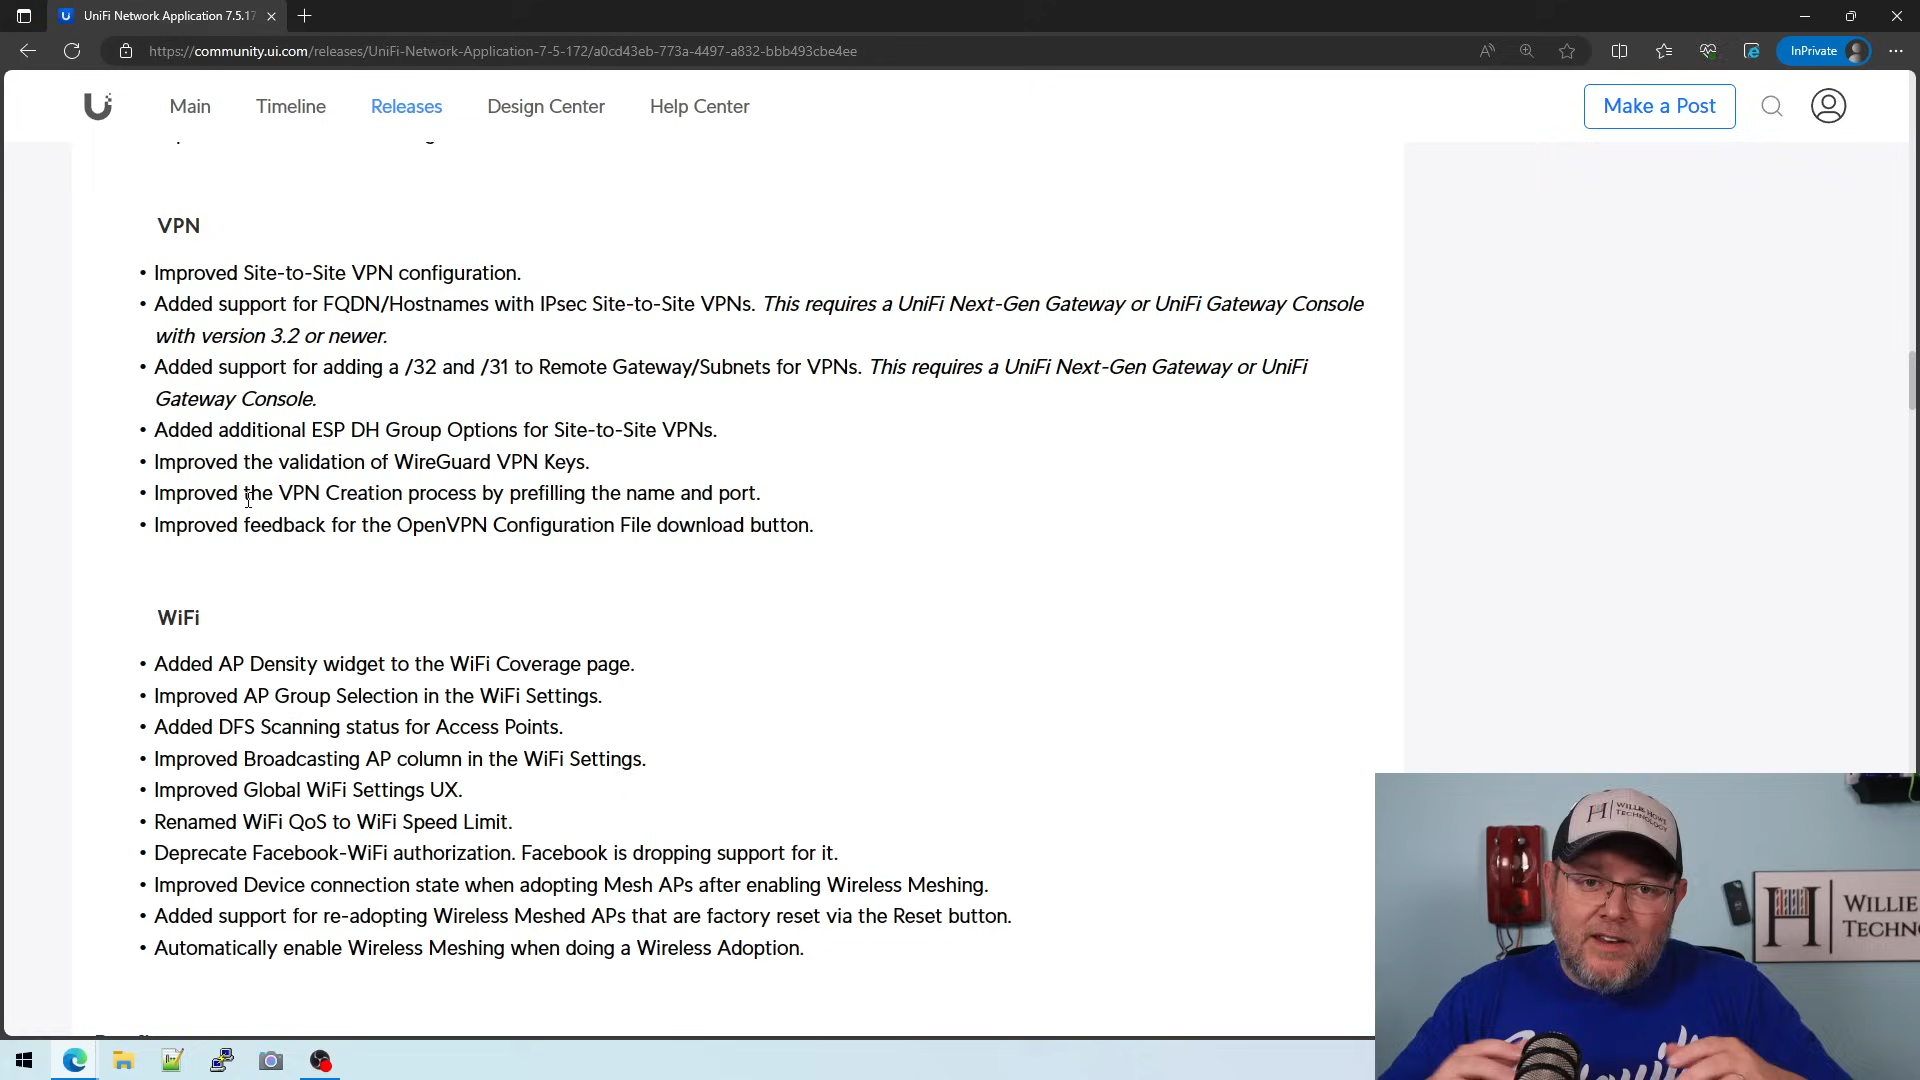 UniFi Network Application 7.5.17
https://community.ui.com/releases/UniFi-Network-Application-7-5-172/a0cd43eb-773a-4497-a832-bbb493cbe4ee
InPrivate
Main
Timeline
Releases
Design Center
Help Center
Make a Post
VPN
• Improved Site-to-Site VPN configuration.
• Added support for FQDN/Hostnames with IPsec Site-to-Site VPNs. This requires a UniFi Next-Gen Gateway or UniFi Gateway Console
with version 3.2 or newer.
• Added support for adding a /32 and /31 to Remote Gateway/Subnets for VPNs. This requires a UniFi Next-Gen Gateway or UniFi
Gateway Console.
• Added additional ESP DH Group Options for Site-to-Site VPNs.
• Improved the validation of WireGuard VPN Keys.
• Improved the VPN Creation process by prefilling the name and port.
• Improved feedback for the OpenVPN Configuration File download button.
WiFi
• Added AP Density widget to the WiFi Coverage page.
• Improved AP Group Selection in the WiFi Settings.
• Added DFS Scanning status for Access Points.
• Improved Broadcasting AP column in the WiFi Settings.
• Improved Global WiFi Settings UX.
• Renamed WiFi QoS to WiFi Speed Limit.
• Deprecate Facebook-WiFi authorization. Facebook is dropping support for it.
• Improved Device connection state when adopting Mesh APs after enabling Wireless Meshing.
• Added support for re-adopting Wireless Meshed APs that are factory reset via the Reset button.
• Automatically enable Wireless Meshing when doing a Wireless Adoption.
WILLIE HOWE
TECHNOLOGY
WILLIE
TECHNO